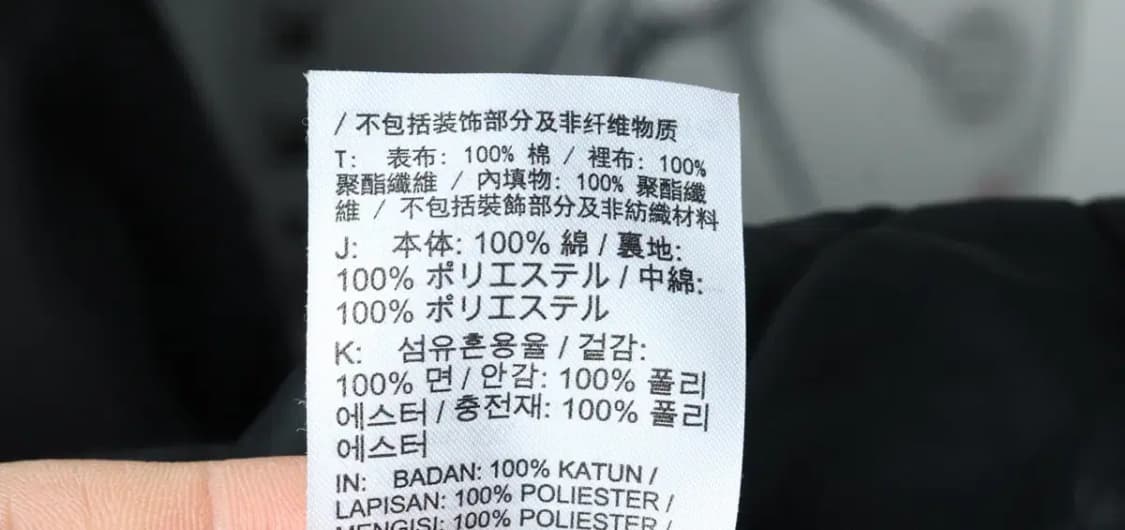 / 不包括装饰部分及非纤维物质
T: 表布: 100% 棉 / 裡布: 100%
聚酯纖維 / 內填物: 100% 聚酯纖
維 / 不包括裝飾部分及非紡織材料
J: 本体: 100% 綿 / 裏地:
100% ポリエステル / 中綿:
100% ポリエステル
K: 섬유혼용율 / 겉감:
100% 면 / 안감: 100% 폴리
에스터 / 충전재: 100% 폴리
에스터
IN: BADAN: 100% KATUN /
LAPISAN: 100% POLIESTER /
MENGISI: 100% POLIESTER /